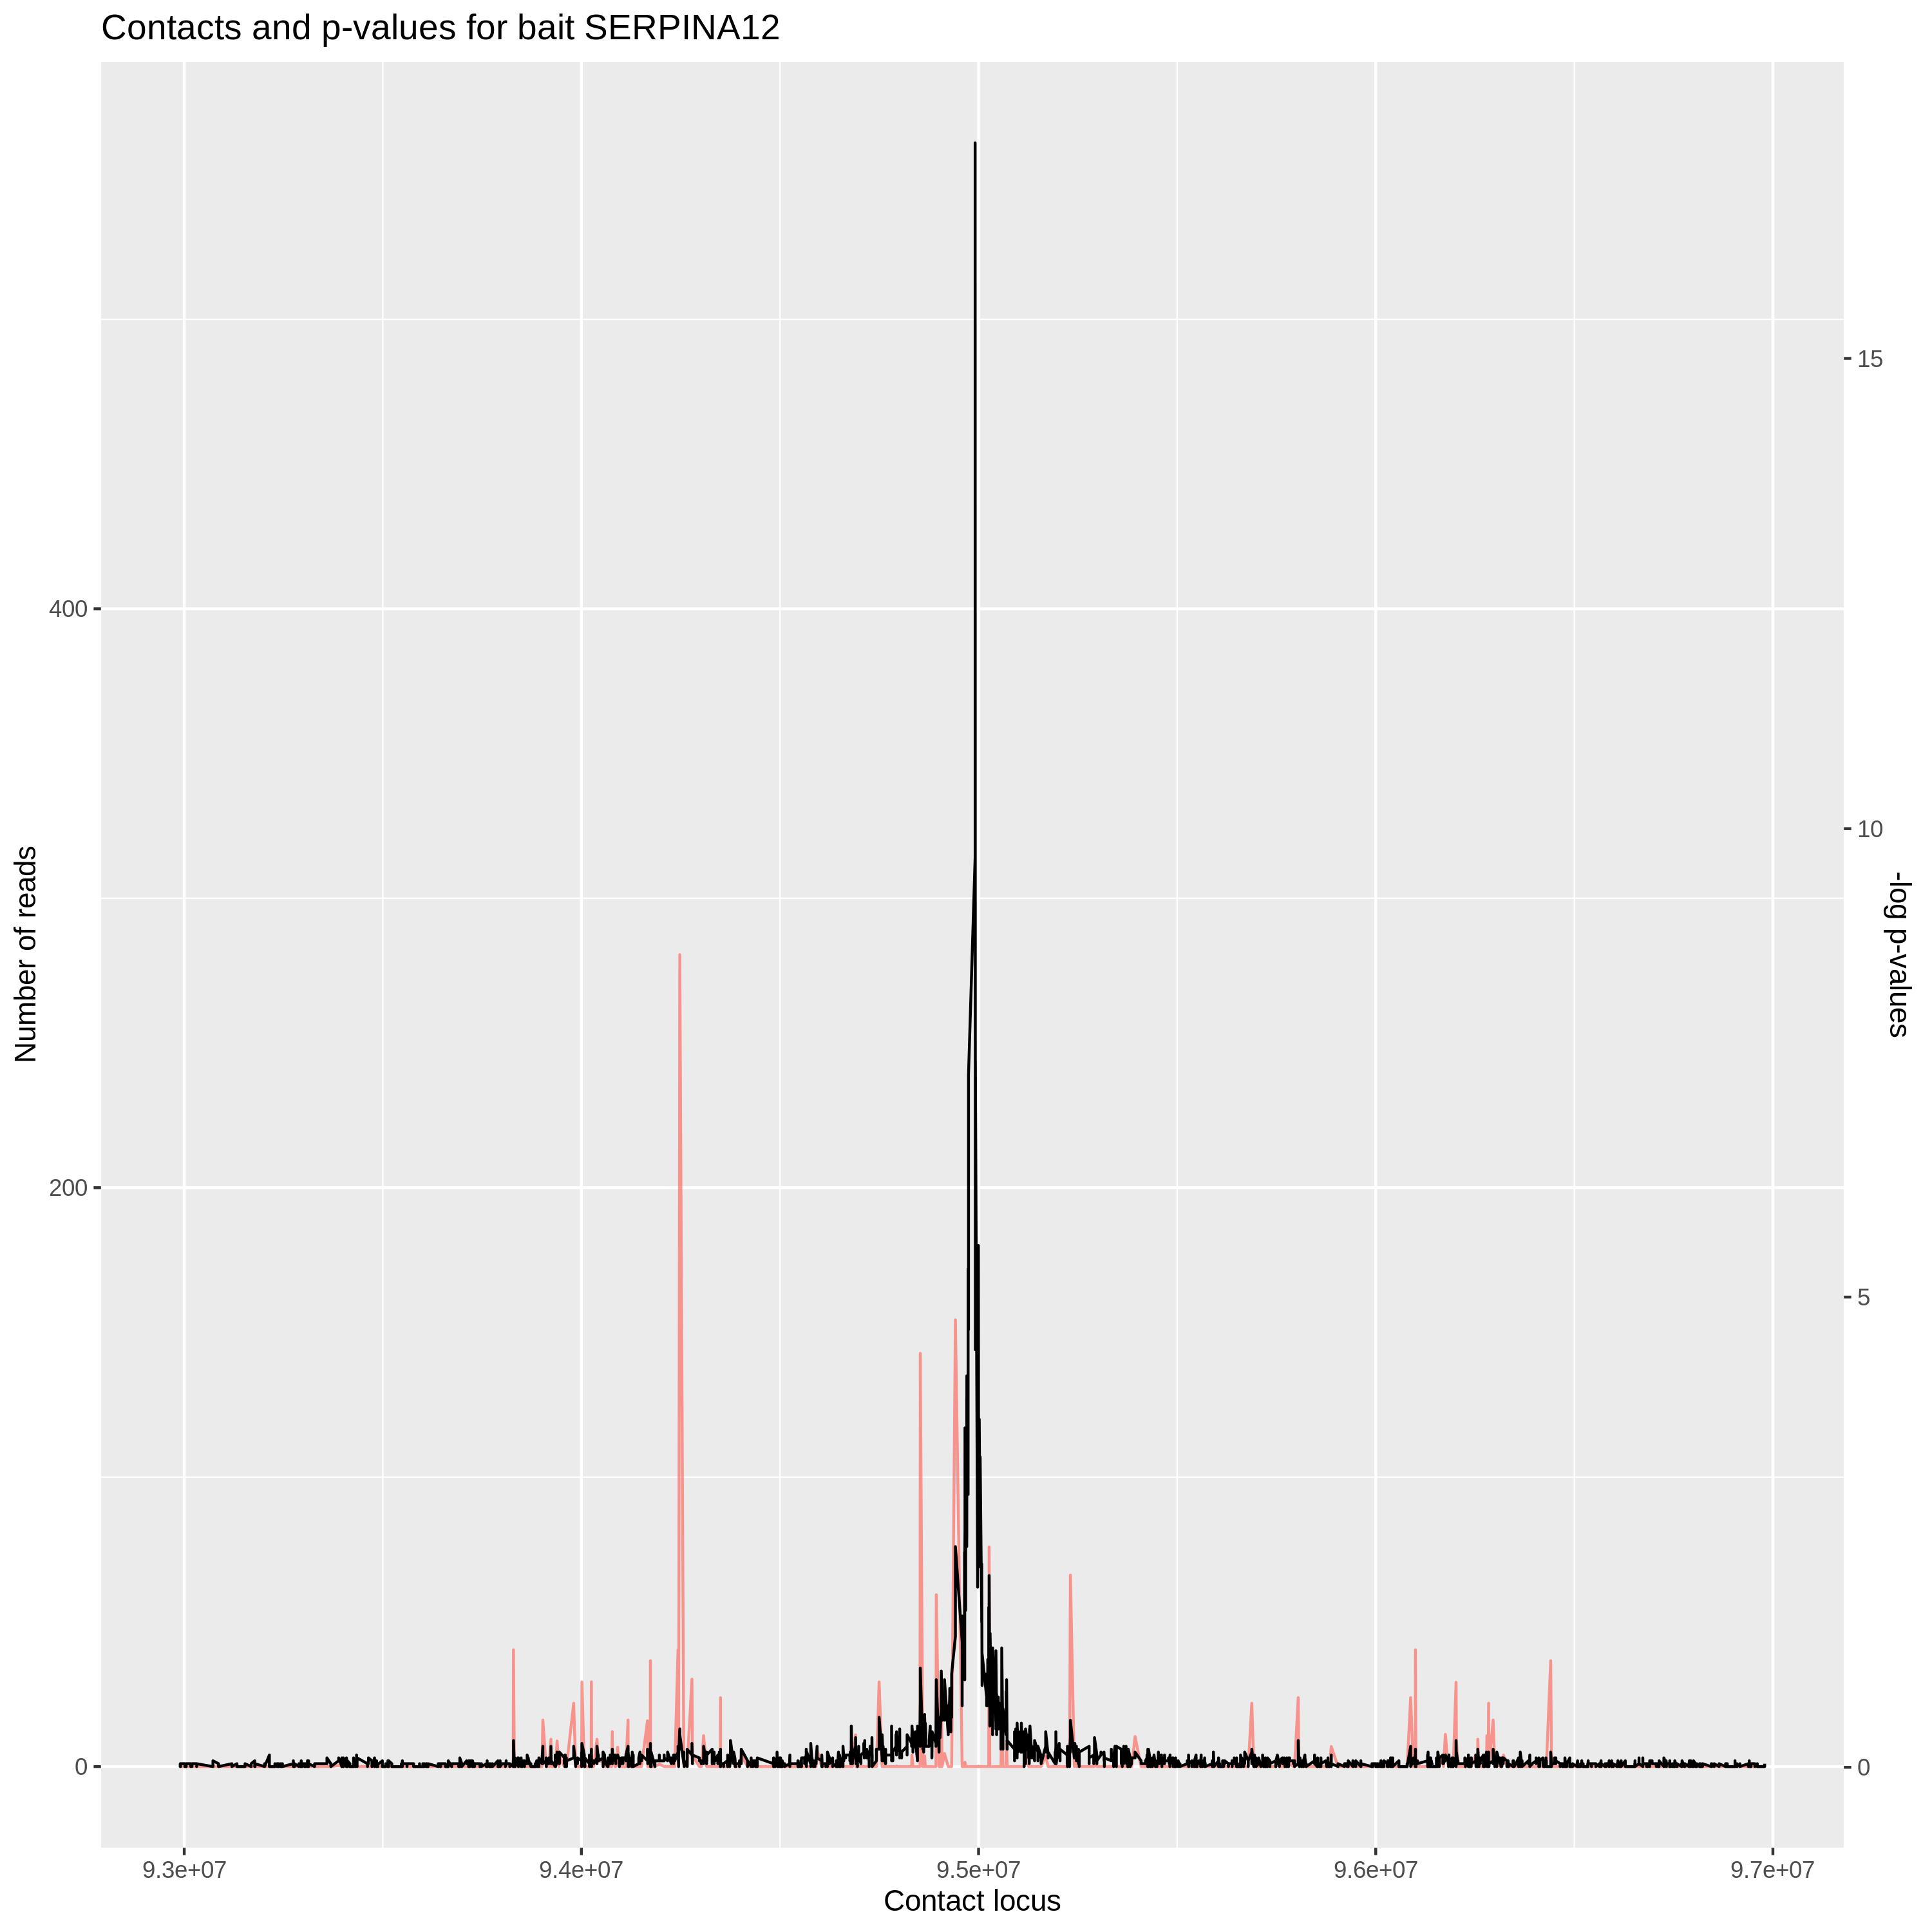 Contacts and p-values for bait SERPINA12
Number of reads
400
200
0
15
10
5
0
-log p-values
9.3e+07
9.4e+07
9.5e+07
9.6e+07
9.7e+07
Contact locus